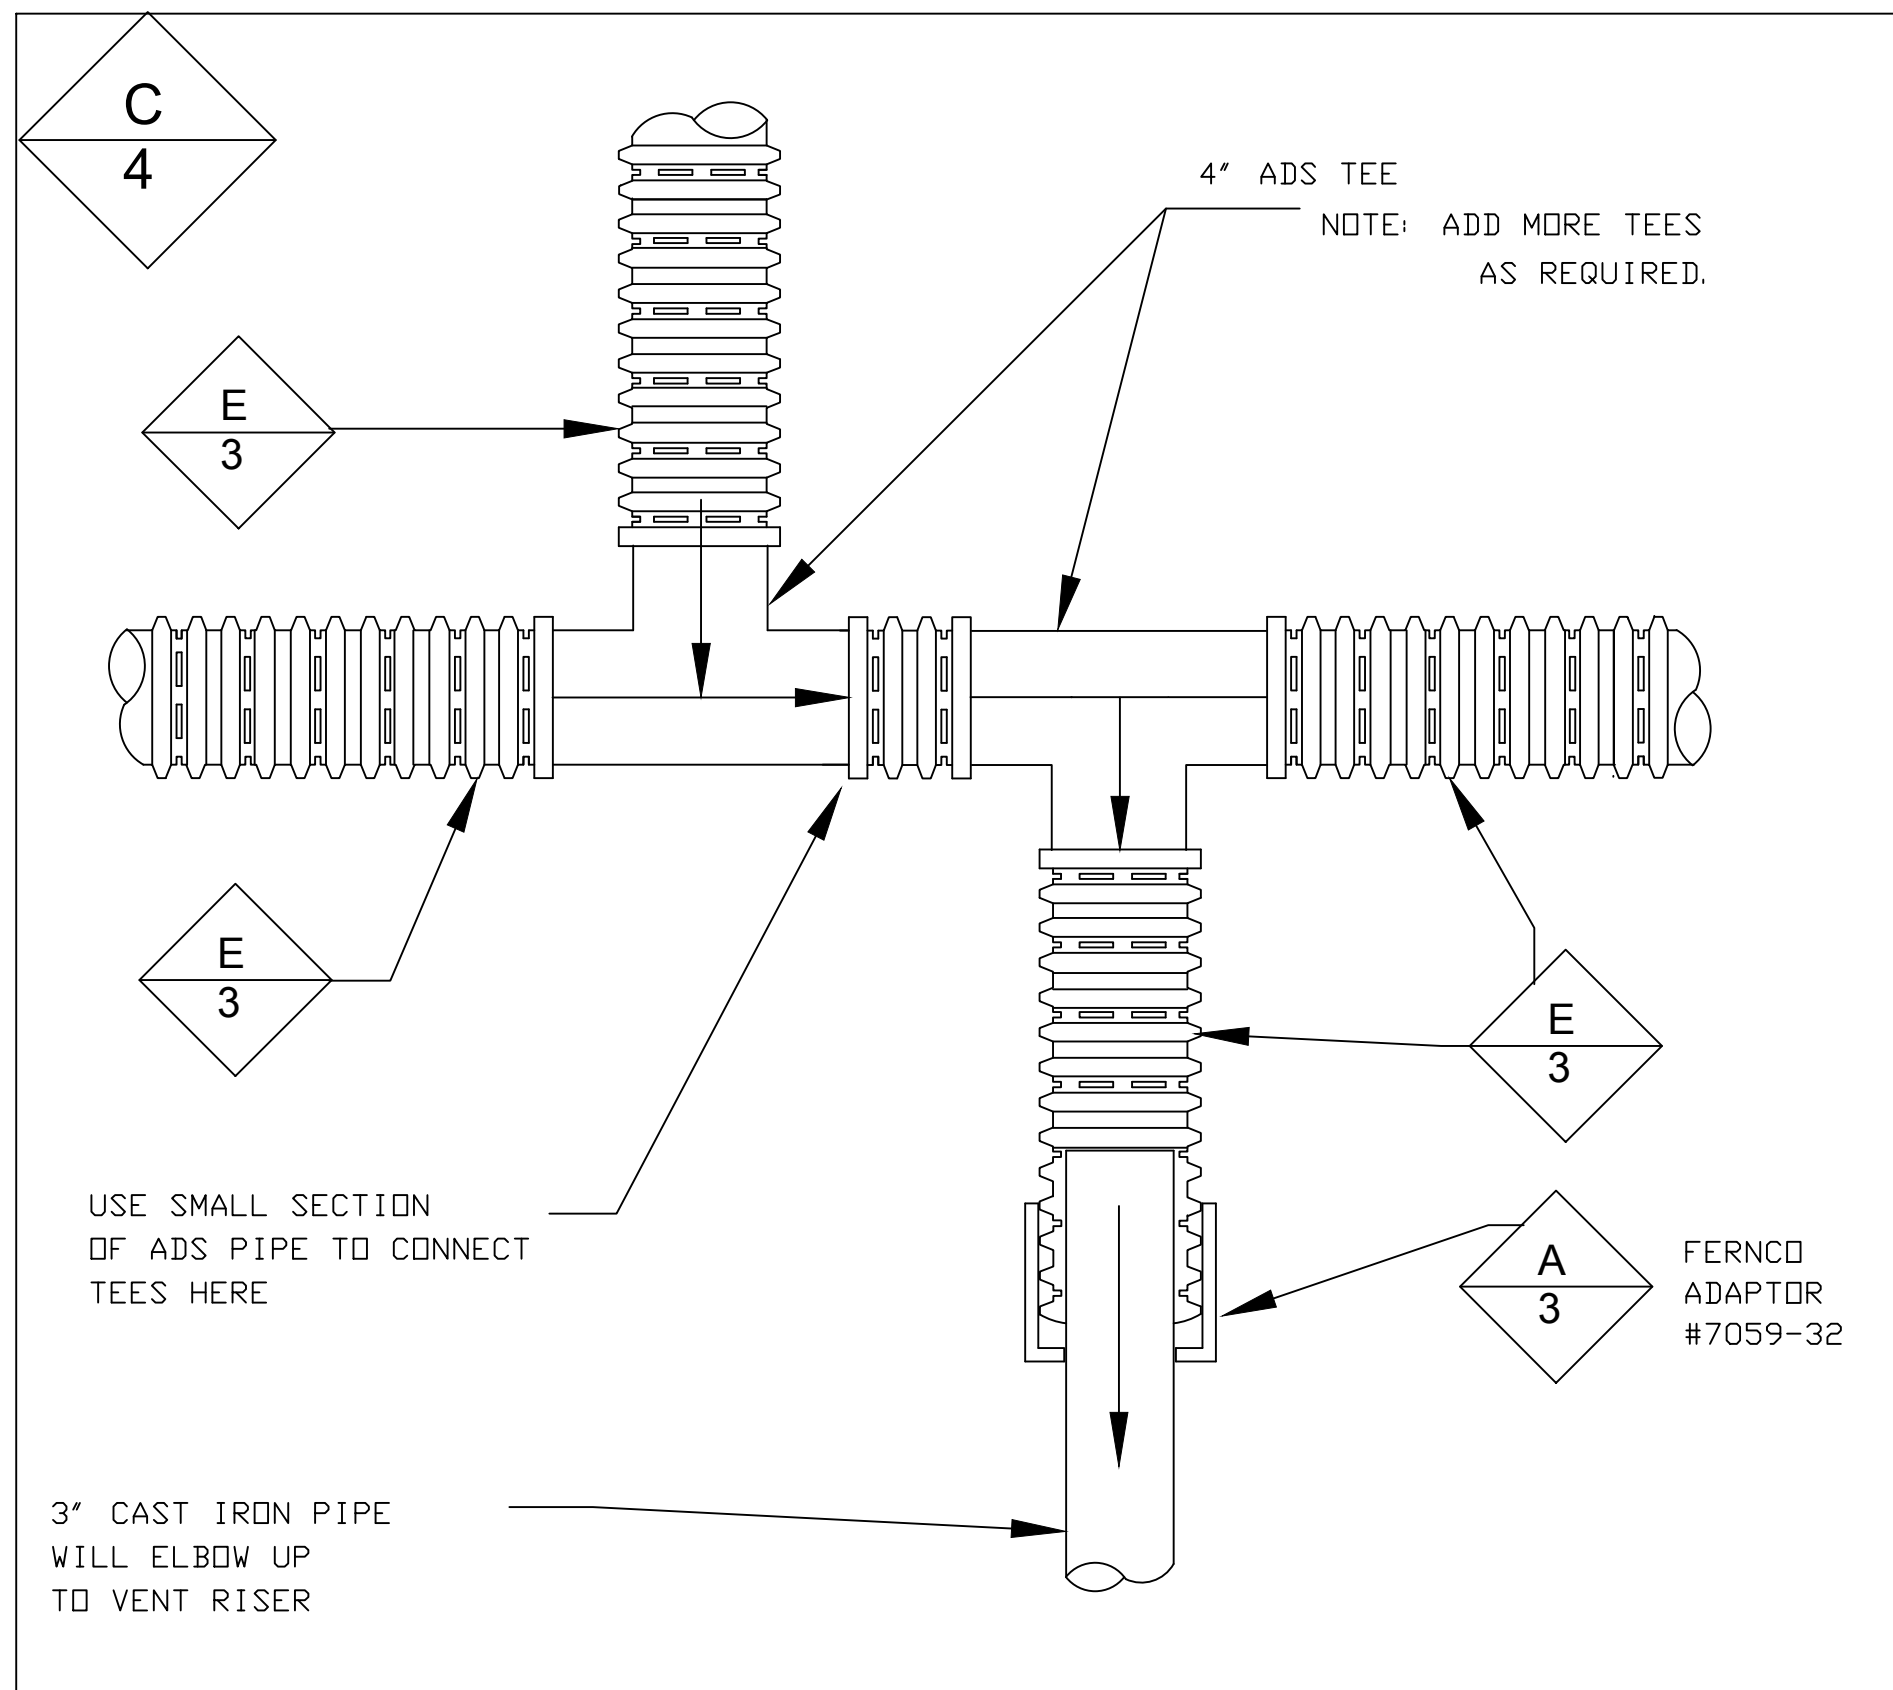 C
4
4" ADS TEE
NOTE: ADD MORE TEES
AS REQUIRED.
E
3
E
3
E
3
USE SMALL SECTION
OF ADS PIPE TO CONNECT
TEES HERE
A
3
FERNCO
ADAPTOR
#7059-32
3" CAST IRON PIPE
WILL ELBOW UP
TO VENT RISER